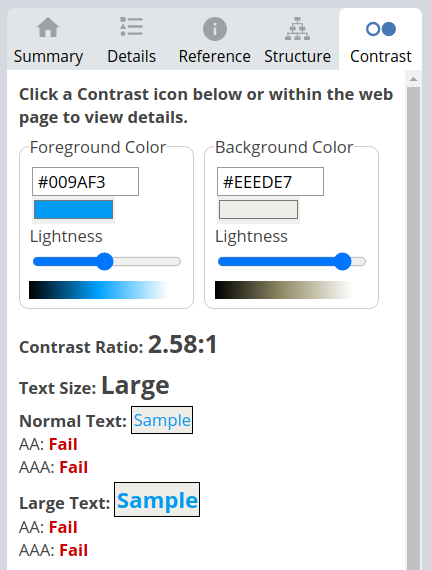 Summary Details Reference Structure Contrast
Click a Contrast icon below or within the web
page to view details.
Foreground Color Background Color
#009AF3 #EEEDE7
Lightness Lightness
Contrast Ratio: 2.58:1
Text Size: Large
Normal Text: Sample
AA: Fail
AAA: Fail
Large Text: Sample
AA: Fail
AAA: Fail